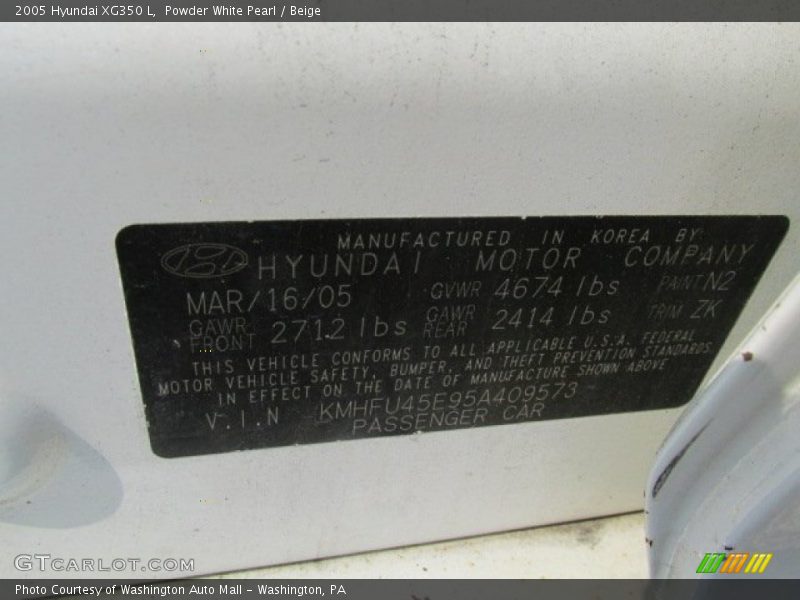 2005 Hyundai XG350 L, Powder White Pearl / Beige
MANUFACTURED IN KOREA BY:
HYUNDAI MOTOR COMPANY
MAR/16/05 GVWR 4674 lbs PAINT N2
GAWR FRONT 2712 lbs GAWR REAR 2414 lbs TRIM ZK
THIS VEHICLE CONFORMS TO ALL APPLICABLE U.S.A. FEDERAL
MOTOR VEHICLE SAFETY, BUMPER, AND THEFT PREVENTION STANDARDS
IN EFFECT ON THE DATE OF MANUFACTURE SHOWN ABOVE
V.I.N KMHFU45E95A409573
PASSENGER CAR
GTCARLOT.COM
Photo Courtesy of Washington Auto Mall - Washington, PA